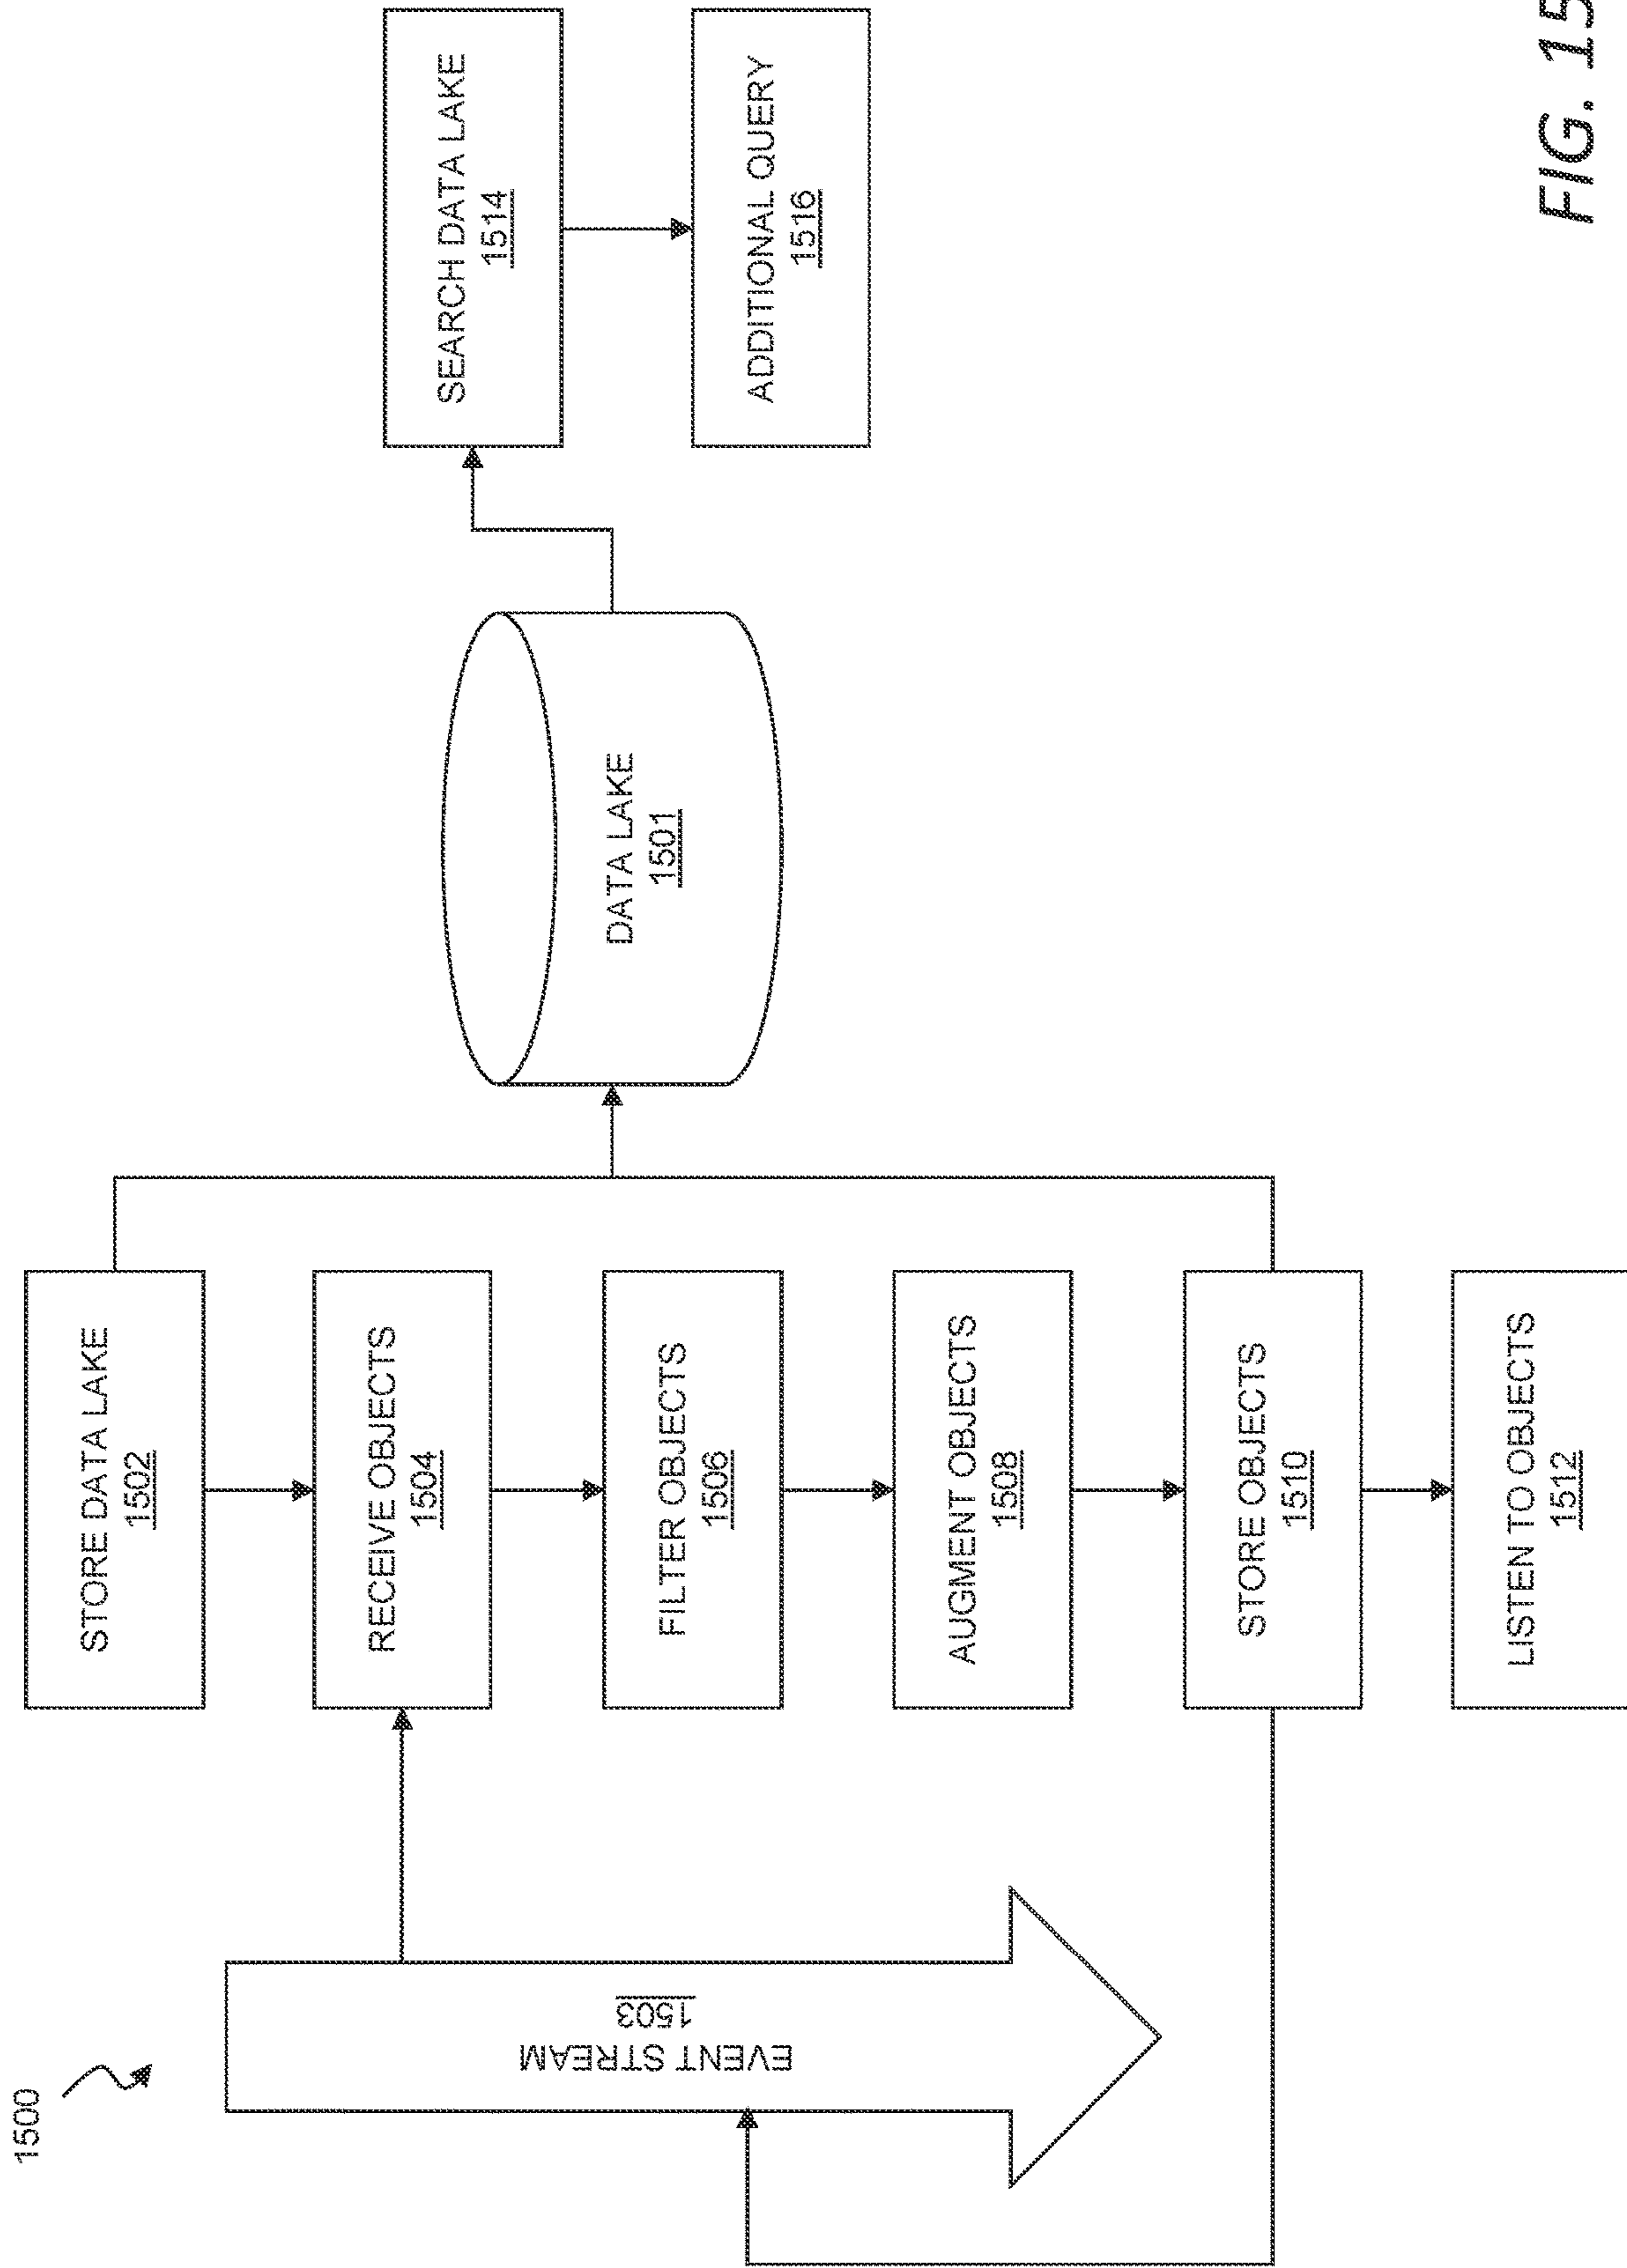 1500
EVENT STREAM
1503
STORE DATA LAKE
1502
RECEIVE OBJECTS
1504
FILTER OBJECTS
1506
AUGMENT OBJECTS
1508
STORE OBJECTS
1510
LISTEN TO OBJECTS
1512
DATA LAKE
1501
SEARCH DATA LAKE
1514
ADDITIONAL QUERY
1516
FIG. 15